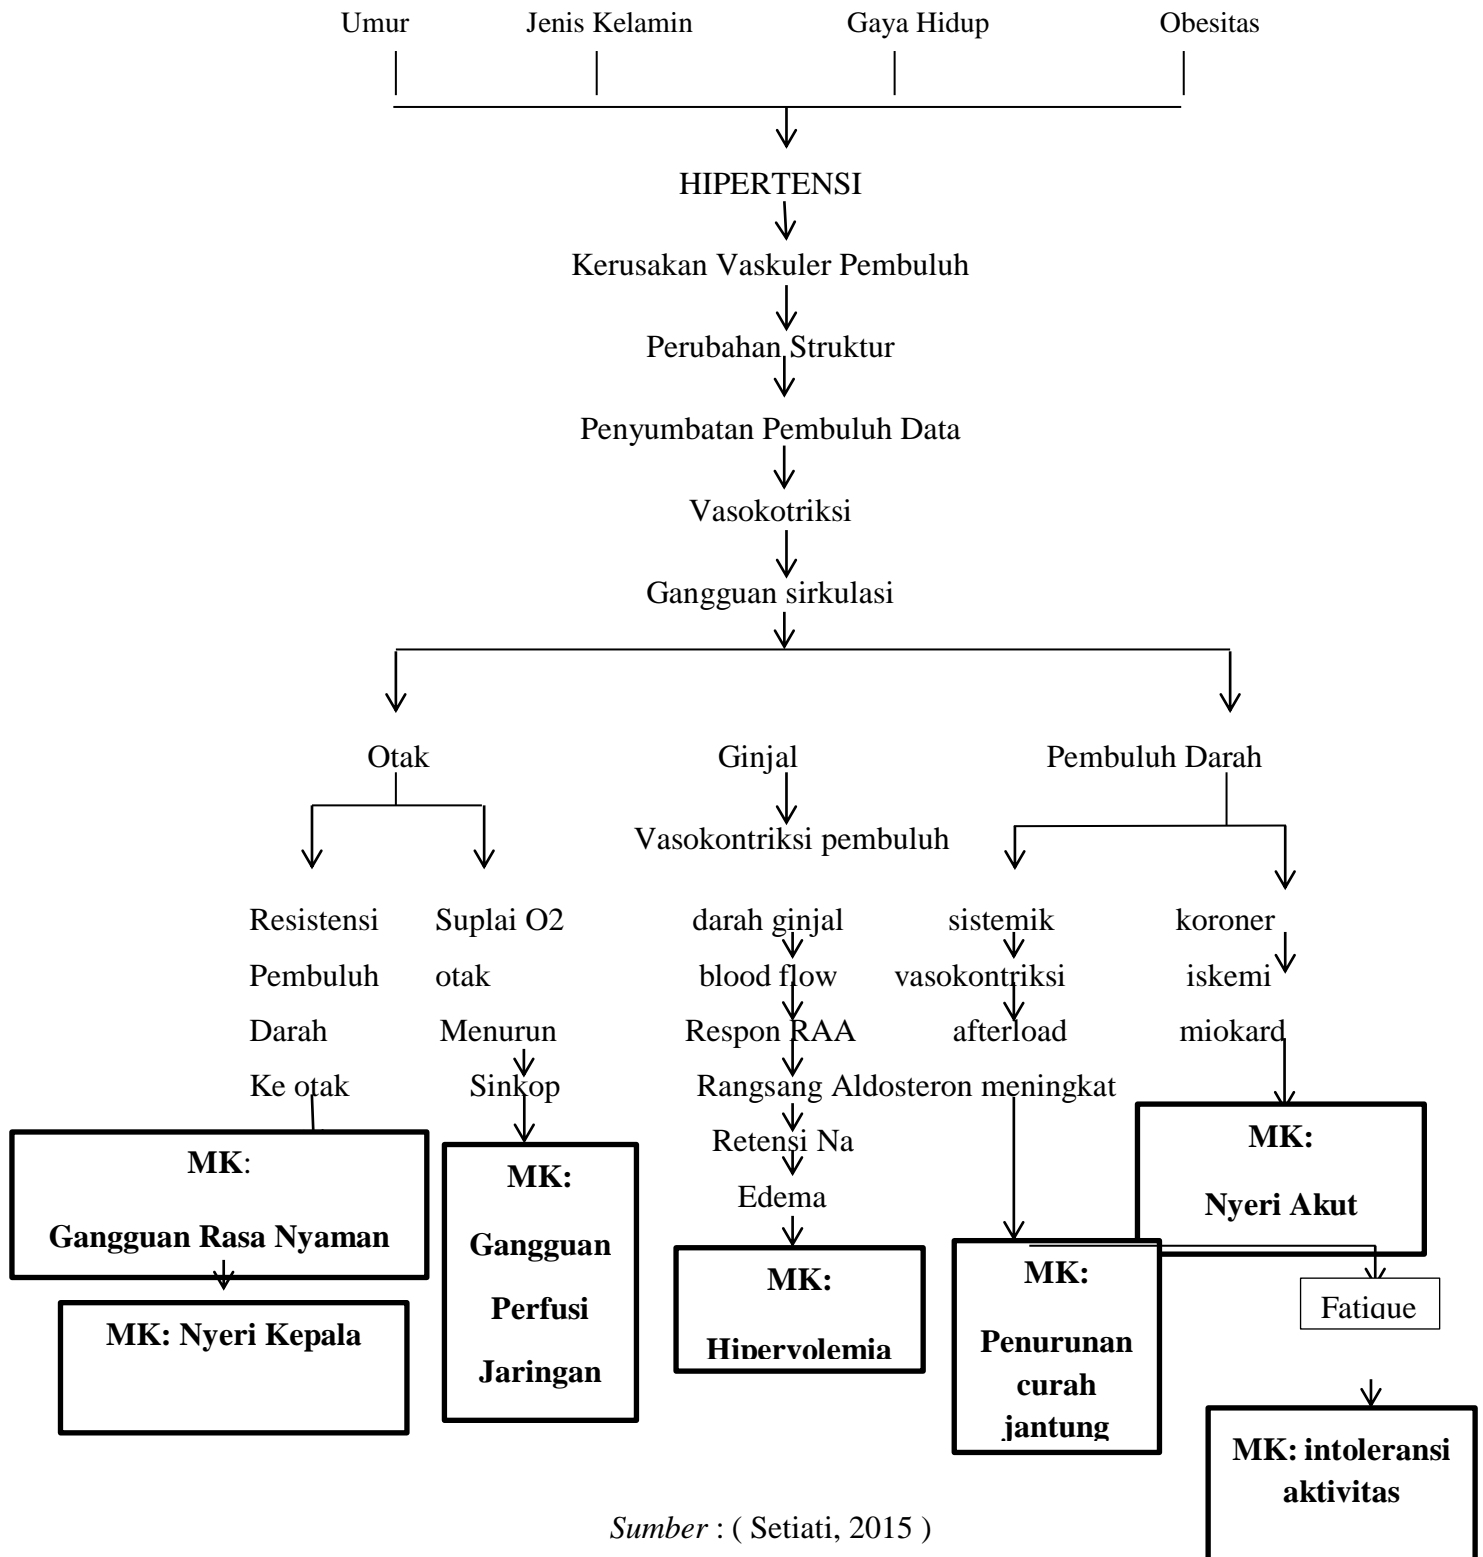 Umur Jenis Kelamin Gaya Hidup Obesitas
HIPERTENSI
Kerusakan Vaskuler Pembuluh
Perubahan Struktur
Penyumbatan Pembuluh Data
Vasokotriksi
Gangguan sirkulasi
Otak Ginjal Pembuluh Darah
Vasokontriksi pembuluh
Resistensi Suplai O2 darah ginjal sistemik koroner
Pembuluh otak blood flow vasokontriksi iskemi
Darah Menurun Respon RAA afterload miokard
Ke otak Sinkop Rangsang Aldosteron meningkat
Retensi Na
Edema
MK:
Gangguan Rasa Nyaman
MK: Nyeri Kepala
MK:
Gangguan
Perfusi
Jaringan
MK:
Hipervolemia
MK:
Penurunan
curah
jantung
MK:
Nyeri Akut
Fatique
MK: intoleransi
aktivitas
Sumber : ( Setiati, 2015 )